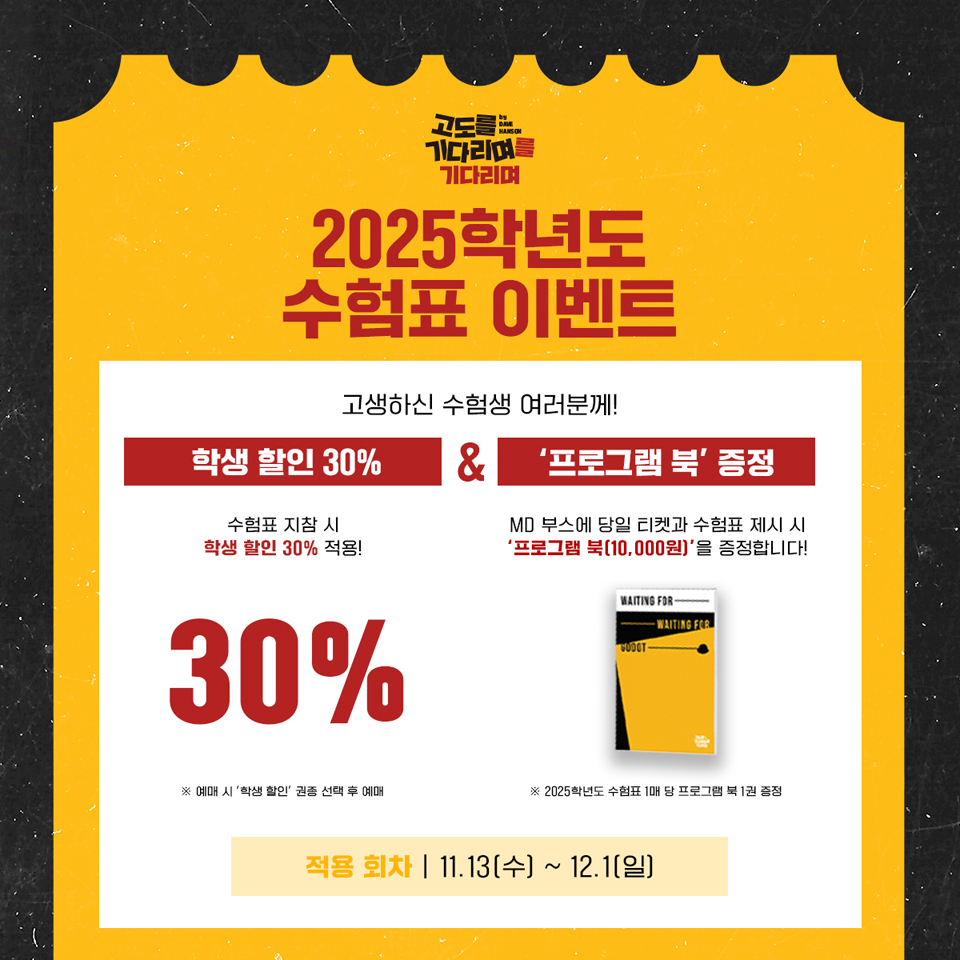 고도를
by
DAVE
HANSON
기다리며를
기다리며
2025학년도
수험표 이벤트
고생하신 수험생 여러분께!
학생 할인 30% & ‘프로그램 북’ 증정
수험표 지참 시
학생 할인 30% 적용!
MD 부스에 당일 티켓과 수험표 제시 시
‘프로그램 북(10,000원)’을 증정합니다!
30%
WAITING FOR
WAITING FOR
GODOT
※ 예매 시 ‘학생 할인’ 권종 선택 후 예매
※ 2025학년도 수험표 1매 당 프로그램 북 1권 증정
적용 회차 | 11.13(수) ~ 12.1(일)